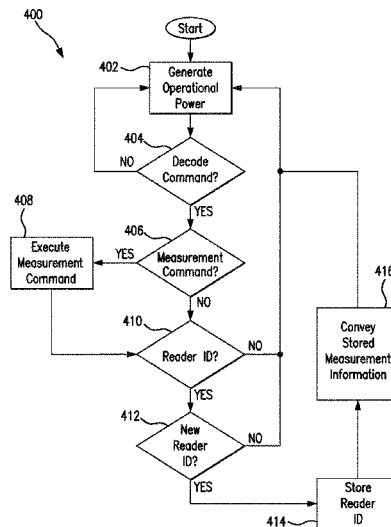 400
Start
402
Generate
Operational
Power
404
NO
Decode
Command?
YES
408
406
Execute
Measurement
Command
YES
Measurement
Command?
NO
410
416
Reader ID?
NO
Convey
Stored
Measurement
Information
YES
412
New
Reader
ID?
NO
YES
Store
Reader
ID
414